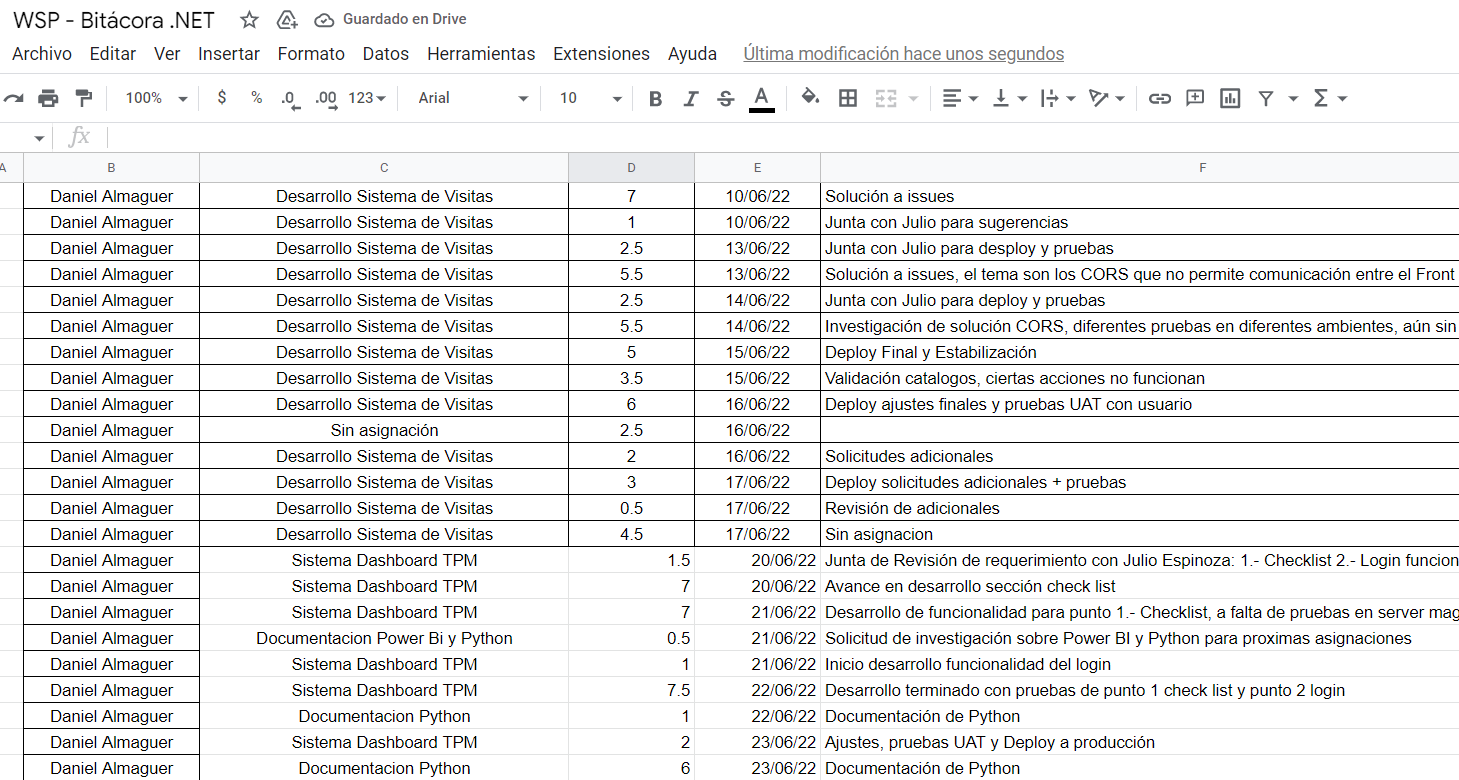 WSP - Bitácora .NET Guardado en Drive
Archivo Editar Ver Insertar Formato Datos Herramientas Extensiones Ayuda Última modificación hace unos segundos
100% $ % .0 .00 123 Arial 10 B I S A
fx
A B C D E F
Daniel Almaguer Desarrollo Sistema de Visitas 7 10/06/22 Solución a issues
Daniel Almaguer Desarrollo Sistema de Visitas 1 10/06/22 Junta con Julio para sugerencias
Daniel Almaguer Desarrollo Sistema de Visitas 2.5 13/06/22 Junta con Julio para desploy y pruebas
Daniel Almaguer Desarrollo Sistema de Visitas 5.5 13/06/22 Solución a issues, el tema son los CORS que no permite comunicación entre el Front
Daniel Almaguer Desarrollo Sistema de Visitas 2.5 14/06/22 Junta con Julio para deploy y pruebas
Daniel Almaguer Desarrollo Sistema de Visitas 5.5 14/06/22 Investigación de solución CORS, diferentes pruebas en diferentes ambientes, aún sin
Daniel Almaguer Desarrollo Sistema de Visitas 5 15/06/22 Deploy Final y Estabilización
Daniel Almaguer Desarrollo Sistema de Visitas 3.5 15/06/22 Validación catalogos, ciertas acciones no funcionan
Daniel Almaguer Desarrollo Sistema de Visitas 6 16/06/22 Deploy ajustes finales y pruebas UAT con usuario
Daniel Almaguer Sin asignación 2.5 16/06/22
Daniel Almaguer Desarrollo Sistema de Visitas 2 16/06/22 Solicitudes adicionales
Daniel Almaguer Desarrollo Sistema de Visitas 3 17/06/22 Deploy solicitudes adicionales + pruebas
Daniel Almaguer Desarrollo Sistema de Visitas 0.5 17/06/22 Revisión de adicionales
Daniel Almaguer Desarrollo Sistema de Visitas 4.5 17/06/22 Sin asignacion
Daniel Almaguer Sistema Dashboard TPM 1.5 20/06/22 Junta de Revisión de requerimiento con Julio Espinoza: 1.- Checklist 2.- Login funcion
Daniel Almaguer Sistema Dashboard TPM 7 20/06/22 Avance en desarrollo sección check list
Daniel Almaguer Sistema Dashboard TPM 7 21/06/22 Desarrollo de funcionalidad para punto 1.- Checklist, a falta de pruebas en server mag
Daniel Almaguer Documentacion Power Bi y Python 0.5 21/06/22 Solicitud de investigación sobre Power BI y Python para proximas asignaciones
Daniel Almaguer Sistema Dashboard TPM 1 21/06/22 Inicio desarrollo funcionalidad del login
Daniel Almaguer Sistema Dashboard TPM 7.5 22/06/22 Desarrollo terminado con pruebas de punto 1 check list y punto 2 login
Daniel Almaguer Documentacion Python 1 22/06/22 Documentación de Python
Daniel Almaguer Sistema Dashboard TPM 2 23/06/22 Ajustes, pruebas UAT y Deploy a producción
Daniel Almaguer Documentacion Python 6 23/06/22 Documentación de Python